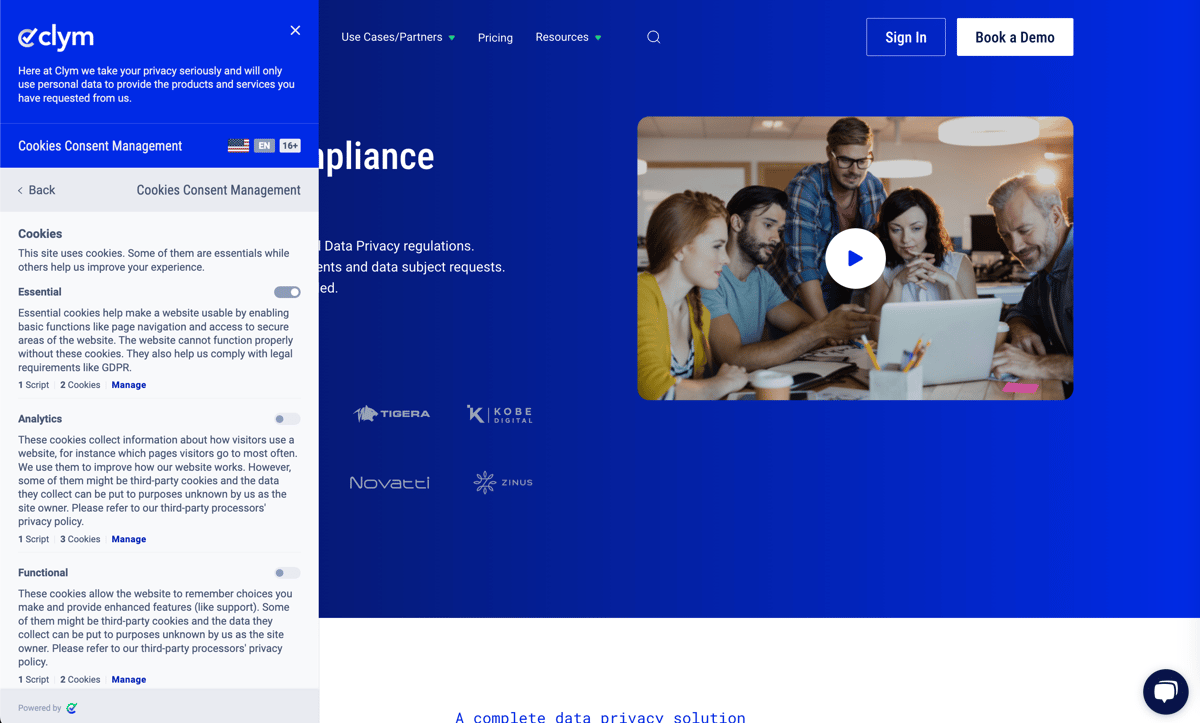 clym
Here at Clym we take your privacy seriously and will only
use personal data to provide the products and services you
have requested from us.
Cookies Consent Management
EN
16+
Back
Cookies Consent Management
Cookies
This site uses cookies. Some of them are essentials while
others help us improve your experience.
Essential
Essential cookies help make a website usable by enabling
basic functions like page navigation and access to secure
areas of the website. The website cannot function properly
without these cookies. They also help us comply with legal
requirements like GDPR.
1 Script 2 Cookies Manage
Analytics
These cookies collect information about how visitors use a
website, for instance which pages visitors go to most often.
We use them to improve how our website works. However,
some of them might be third-party cookies and the data
they collect can be put to purposes unknown by us as the
site owner. Please refer to our third-party processors'
privacy policy.
1 Script 3 Cookies Manage
Functional
These cookies allow the website to remember choices you
make and provide enhanced features (like support). Some
of them might be third-party cookies and the data they
collect can be put to purposes unknown by us as the site
owner. Please refer to our third-party processors' privacy
policy.
1 Script 2 Cookies Manage
Powered by
Use Cases/Partners
Pricing
Resources
Sign In
Book a Demo
mpliance
l Data Privacy regulations.
ents and data subject requests.
ed.
TIGERA
KOBE
DIGITAL
Novatti
ZINUS
A complete data privacy solution